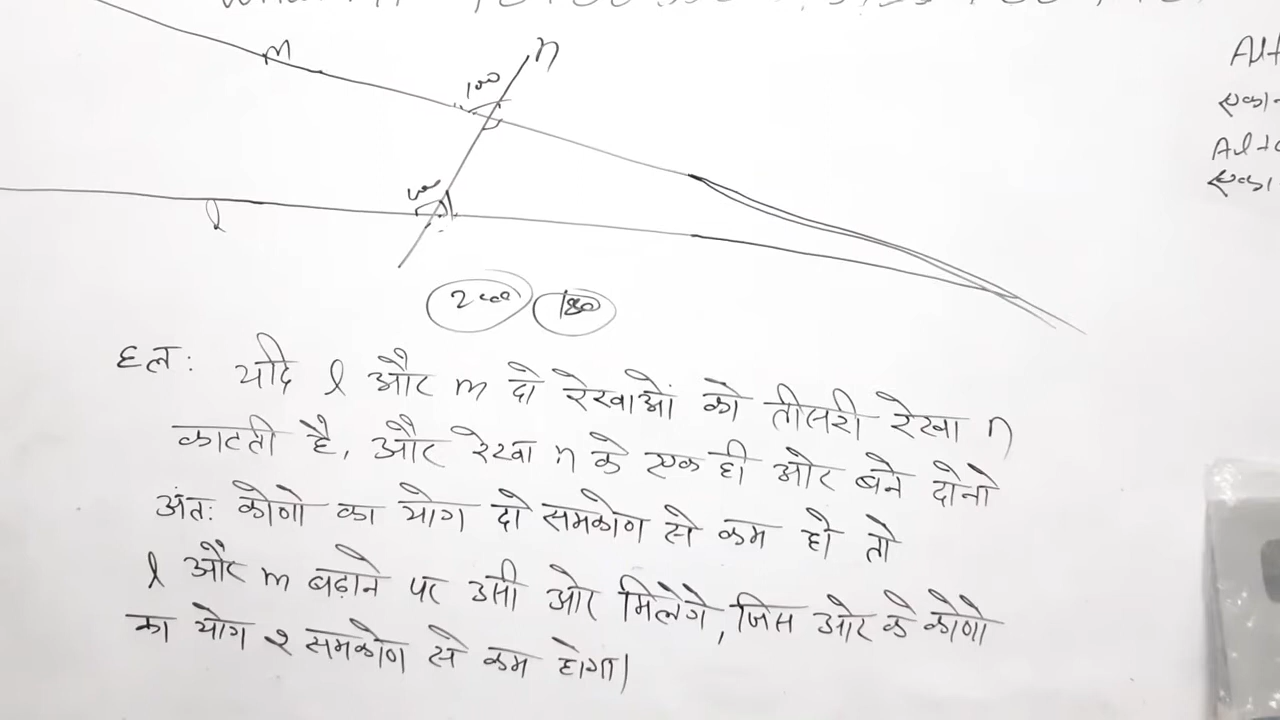 m
n
100
l
200 180
हल: यदि l और m दो रेखाओं को तीसरी रेखा n
काटती है, और रेखा n के एक ही ओर बने दोनो
अंत: कोणो का योग दो समकोण से कम हो तो
l और m बढ़ाने पर उसी ओर मिलेगे, जिस ओर के कोणो
का योग २ समकोण से कम होगा।